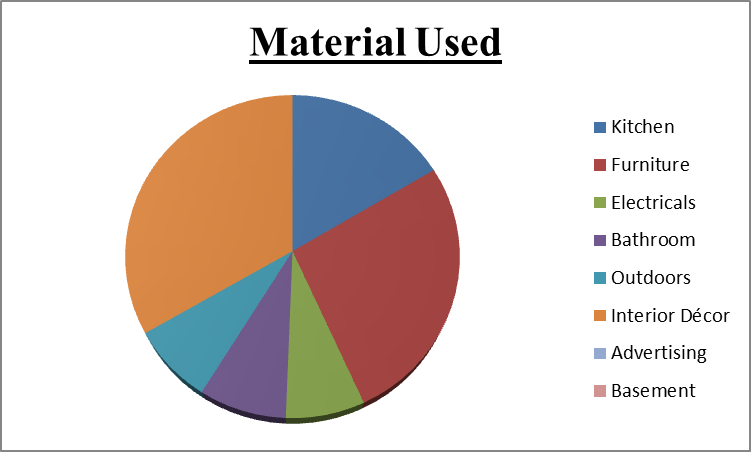 Material Used
Kitchen
Furniture
Electricals
Bathroom
Outdoors
Interior Décor
Advertising
Basement